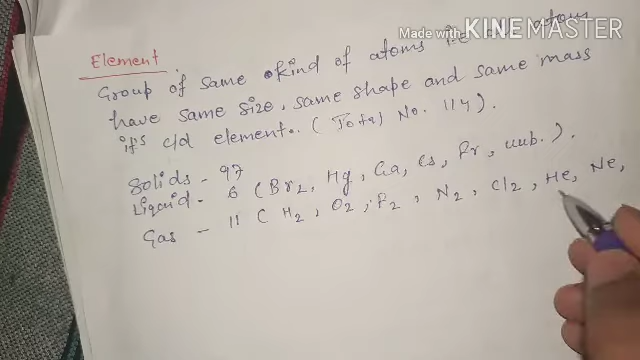 Made with KINEMASTER
Element
Group of same kind of atoms i.e. atom
have same size, same shape and same mass
it's c/d element. (Total No. 114).
Solids - 97
Liquid - 6 (Br2, Hg, Ga, Cs, Fr, uub.).
Gas - 11 (H2, O2, F2, N2, Cl2, He, Ne,